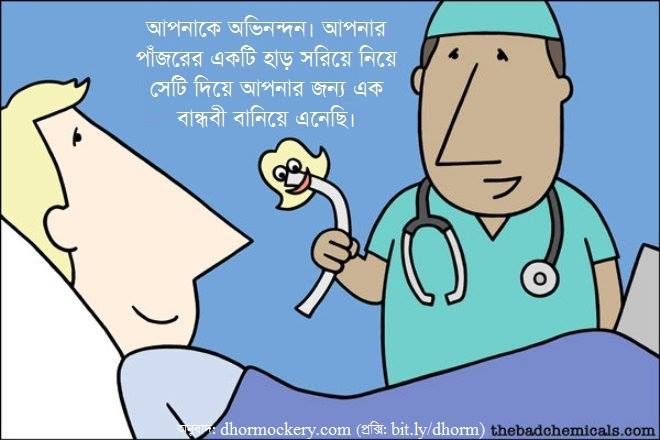 আপনাকে অভিনন্দন। আপনার
পাঁজরের একটি হাড় সরিয়ে নিয়ে
সেটি দিয়ে আপনার জন্য এক
বান্ধবী বানিয়ে এনেছি।
অনুবাদ: dhormockery.com (প্রক্সি: bit.ly/dhorm)
thebadchemicals.com